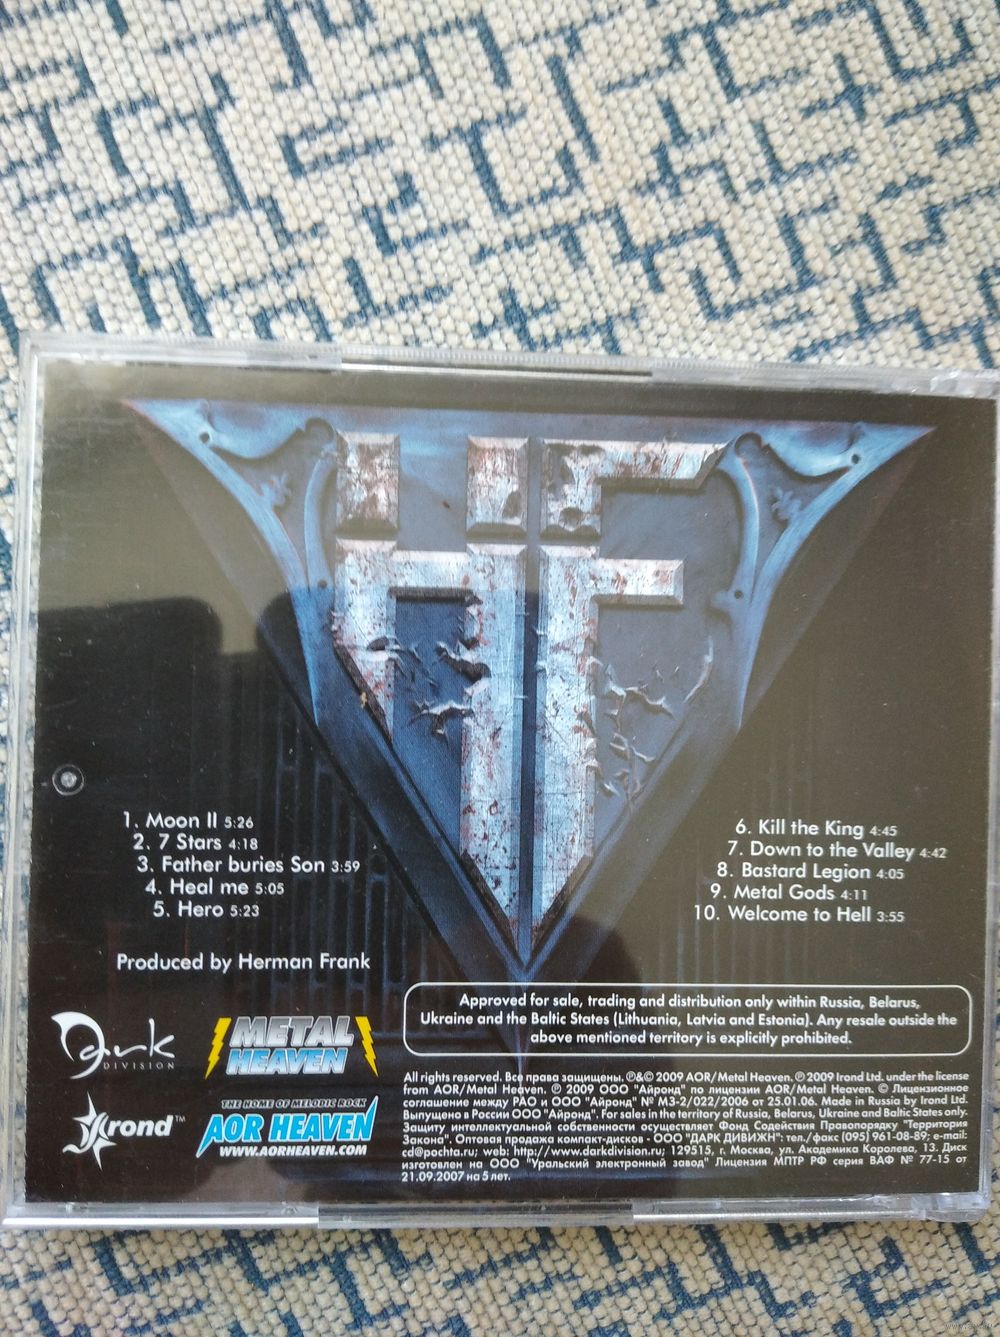 HF
1. Moon II 5:26
2. 7 Stars 4:18
3. Father buries Son 3:59
4. Heal me 5:05
5. Hero 5:23
6. Kill the King 4:45
7. Down to the Valley 4:42
8. Bastard Legion 4:05
9. Metal Gods 4:11
10. Welcome to Hell 3:55
Produced by Herman Frank
Approved for sale, trading and distribution only within Russia, Belarus,
Ukraine and the Baltic States (Lithuania, Latvia and Estonia). Any resale outside the
above mentioned territory is explicitly prohibited.
Dark
DIVISION
METAL
HEAVEN
Irond™
THE HOME OF MELODIC ROCK
AOR HEAVEN
WWW.AORHEAVEN.COM
All rights reserved. Все права защищены. ℗&© 2009 AOR/Metal Heaven. ℗ 2009 Irond Ltd. under the license
from AOR/Metal Heaven. ℗ 2009 ООО "Айронд" по лицензии AOR/Metal Heaven. © Лицензионное
соглашение между РАО и ООО "Айронд" № МЗ-2/022/2006 от 25.01.06. Made in Russia by Irond Ltd.
Выпущено в России ООО "Айронд". For sales in the territory of Russia, Belarus, Ukraine and Baltic States only.
Защиту интеллектуальной собственности осуществляет Фонд Содействия Правопорядку "Территория
Закона". Оптовая продажа компакт-дисков - ООО "ДАРК ДИВИЖН": тел./факс (095) 961-08-89; e-mail:
cd@pochta.ru; web: http://www.darkdivision.ru; 129515, г. Москва, ул. Академика Королева, 13. Диск
изготовлен на ООО "Уральский электронный завод" Лицензия МПТР РФ серия ВАФ № 77-15 от
21.09.2007 на 5 лет.